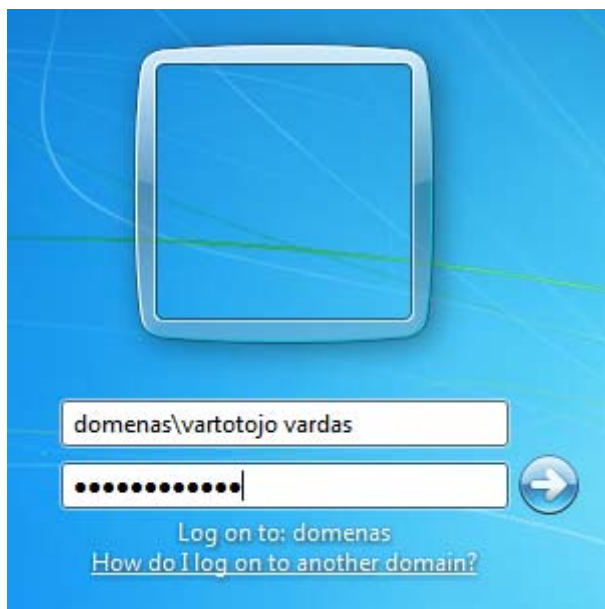 domenas\vartotojo vardas
●●●●●●●●●●●●
Log on to: domenas
How do I log on to another domain?